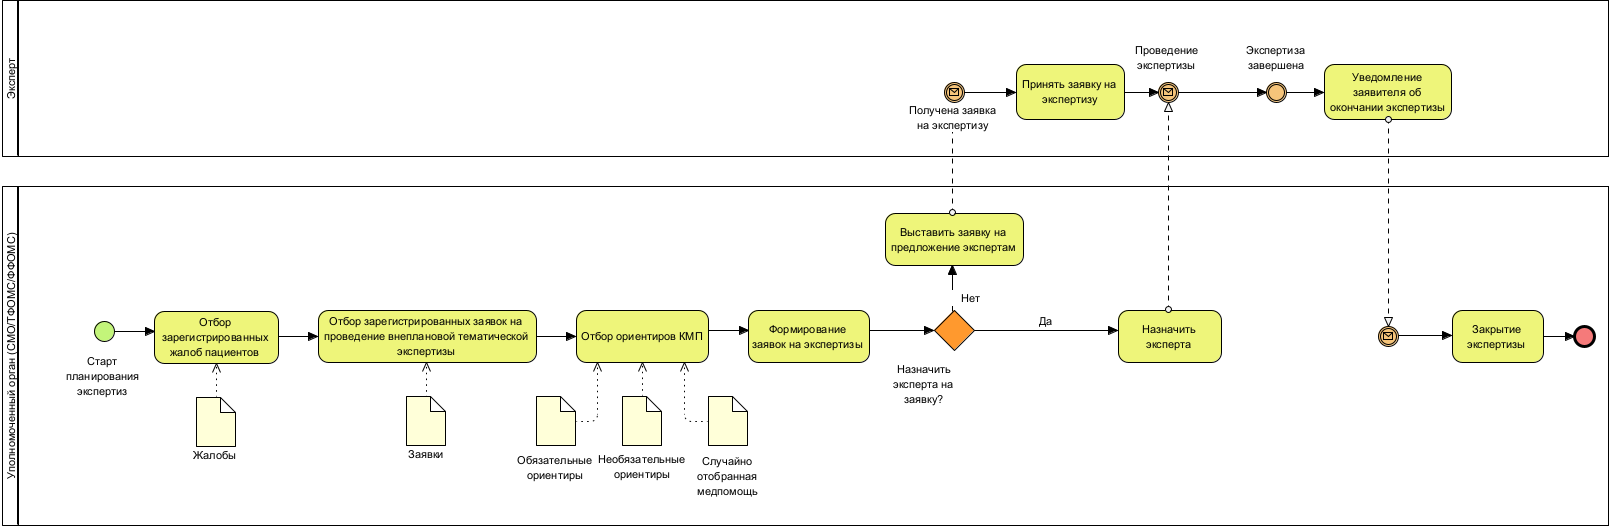 Эксперт
Проведение
экспертизы
Экспертиза
завершена
Получена заявка
на экспертизу
Принять заявку на
экспертизу
Уведомление
заявителя об
окончании экспертизы
Уполномоченный орган (СМО/ТФОМС/ФФОМС)
Выставить заявку на
предложение экспертам
Нет
Да
Старт
планирования
экспертиз
Отбор
зарегистрированных
жалоб пациентов
Отбор зарегистрированных заявок на
проведение внеплановой тематической
экспертизы
Отбор ориентиров КМП
Формирование
заявок на экспертизы
Назначить
эксперта на
заявку?
Назначить
эксперта
Закрытие
экспертизы
Жалобы
Заявки
Обязательные
ориентиры
Необязательные
ориентиры
Случайно
отобранная
медпомощь